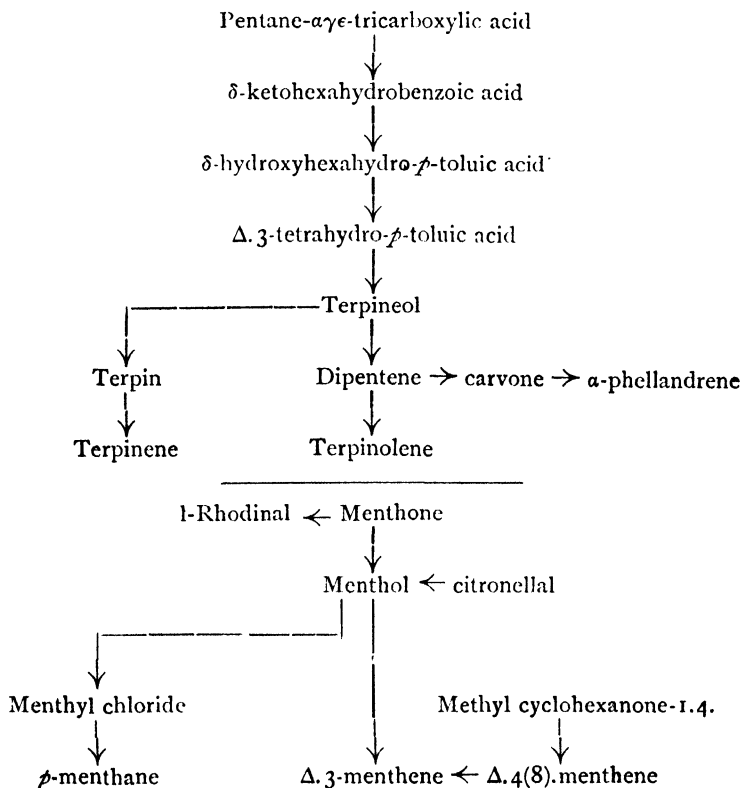 Pentane-αγε-tricarboxylic acid
δ-ketohexahydrobenzoic acid
δ-hydroxyhexahydro-p-toluic acid
Δ.3-tetrahydro-p-toluic acid
Terpineol
Terpin Dipentene → carvone → α-phellandrene
Terpinene Terpinolene
l-Rhodinal ← Menthone
Menthol ← citronellal
Menthyl chloride Methyl cyclohexanone-1.4.
p-menthane Δ.3-menthene ← Δ.4(8).menthene